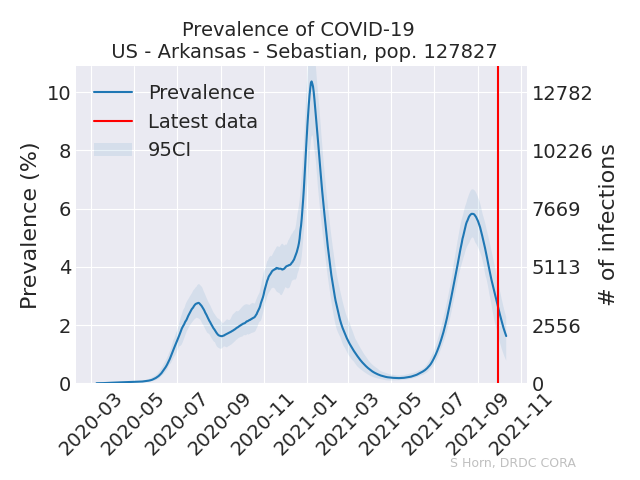 Prevalence of COVID-19
US - Arkansas - Sebastian, pop. 127827
Prevalence
Latest data
95CI
Prevalence (%)
10
8
6
4
2
0
12782
10226
7669
5113
2556
0
# of infections
2020-03
2020-05
2020-07
2020-09
2020-11
2021-01
2021-03
2021-05
2021-07
2021-09
2021-11
S Horn, DRDC CORA